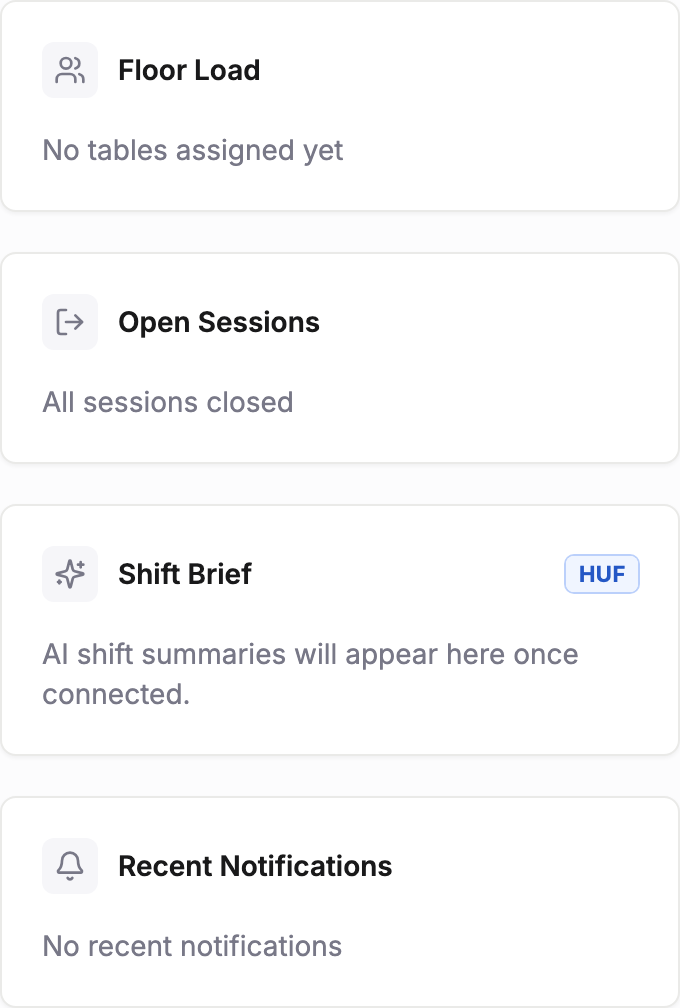 Floor Load
No tables assigned yet
Open Sessions
All sessions closed
Shift Brief
HUF
AI shift summaries will appear here once
connected.
Recent Notifications
No recent notifications